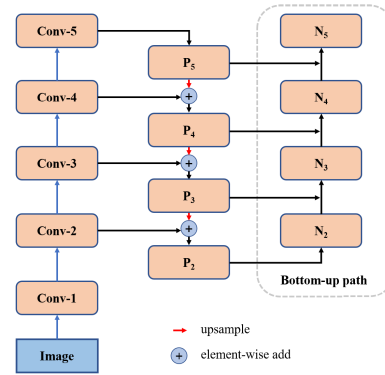 Conv-5
N₅
P₅
Conv-4
+
N₄
P₄
Conv-3
+
N₃
P₃
Conv-2
+
N₂
P₂
Bottom-up path
Conv-1
upsample
Image
+ element-wise add